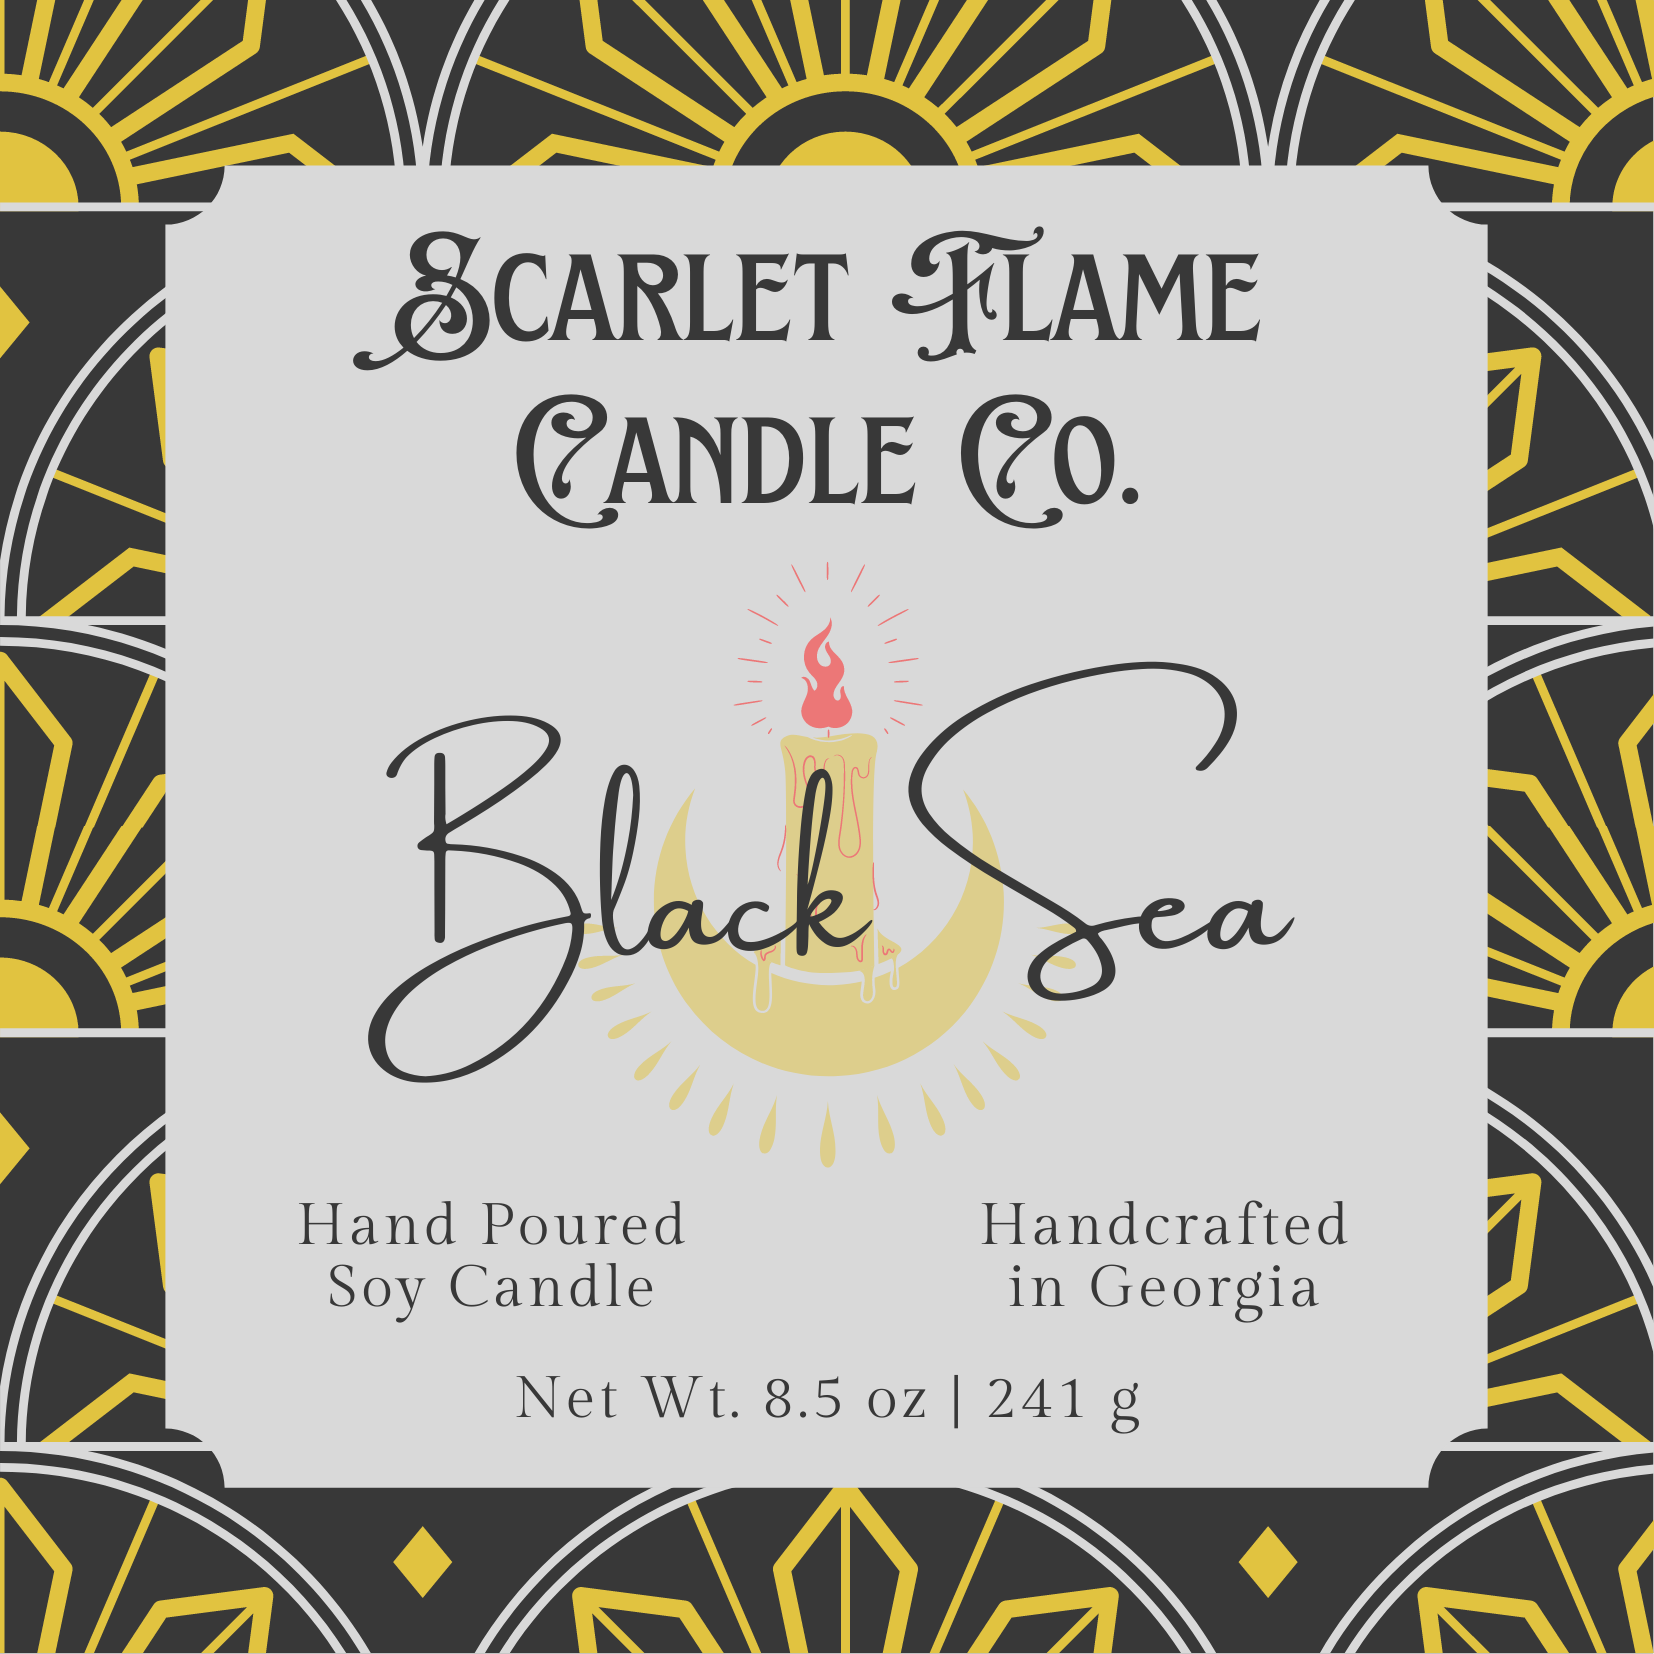 Scarlet Flame
Candle Co.
Black Sea
Hand Poured
Soy Candle
Handcrafted
in Georgia
Net Wt. 8.5 oz | 241 g